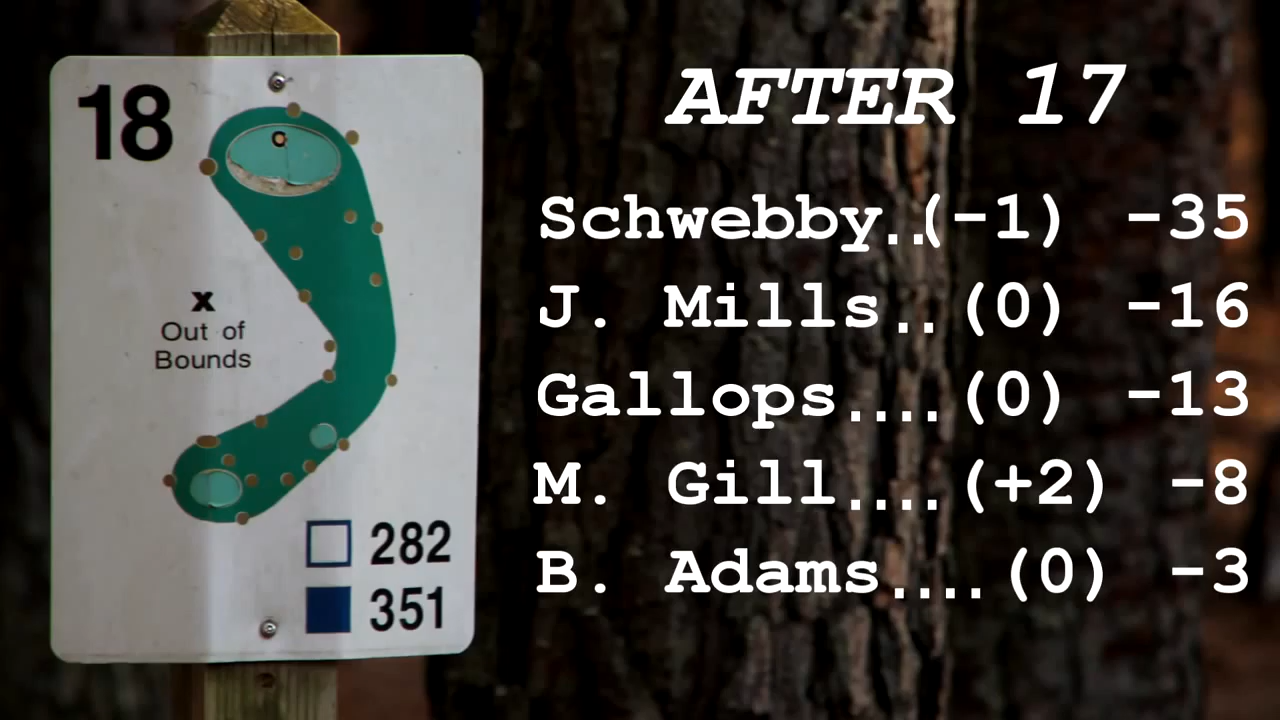 18
x
Out of
Bounds
282
351
AFTER 17
Schwebby..(-1) -35
J. Mills..(0) -16
Gallops....(0) -13
M. Gill....(+2) -8
B. Adams....(0) -3